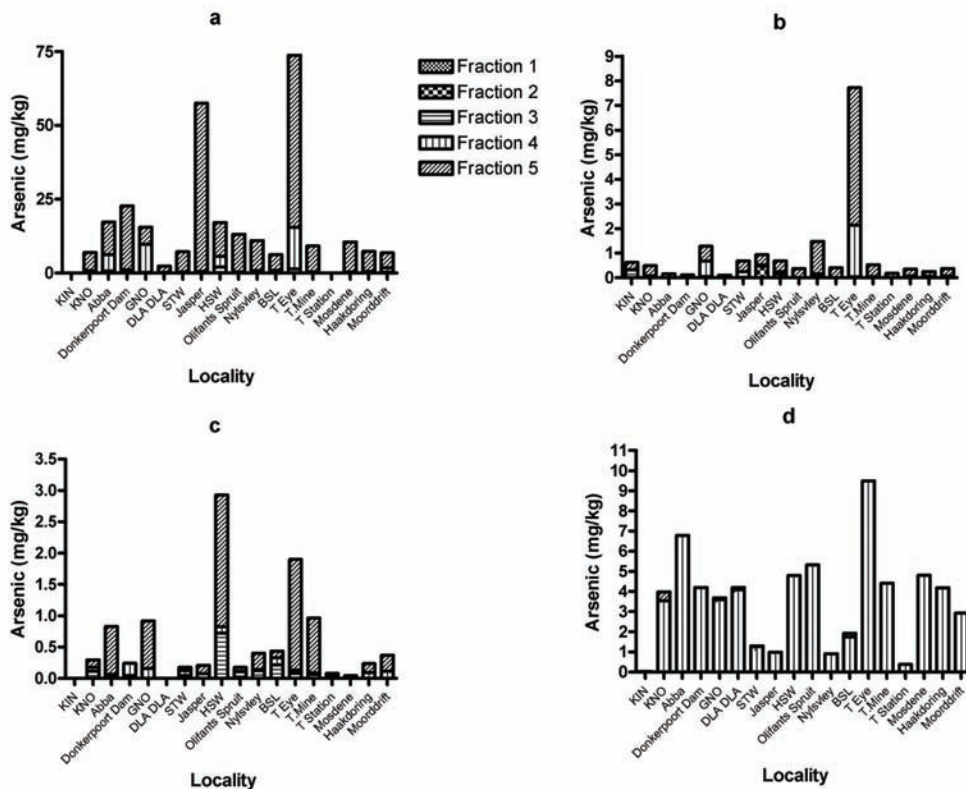 a
Arsenic (mg/kg)
75
50
25
0
KIN
KNO
Abba
Donkerpoort Dam
GNO
DLA DLA
STW
Jasper
HSW
Olifants Spruit
Nylsvley
BSL
T Eye
T.Mine
T Station
Mosdene
Haakdoring
Moorddrift
Locality
Fraction 1
Fraction 2
Fraction 3
Fraction 4
Fraction 5
b
Arsenic (mg/kg)
9
8
7
6
5
4
3
2
1
0
KIN
KNO
Abba
Donkerpoort Dam
GNO
DLA DLA
STW
Jasper
HSW
Olifants Spruit
Nylsvley
BSL
T Eye
T.Mine
T Station
Mosdene
Haakdoring
Moorddrift
Locality
c
Arsenic (mg/kg)
3.5
3.0
2.5
2.0
1.5
1.0
0.5
0.0
KIN
KNO
Abba
Donkerpoort Dam
GNO
DLA DLA
STW
Jasper
HSW
Olifants Spruit
Nylsvley
BSL
T Eye
T.Mine
T Station
Mosdene
Haakdoring
Moorddrift
Locality
d
Arsenic (mg/kg)
11
10
9
8
7
6
5
4
3
2
1
0
KIN
KNO
Abba
Donkerpoort Dam
GNO
DLA DLA
STW
Jasper
HSW
Olifants Spruit
Nylsvley
BSL
T Eye
T.Mine
T Station
Mosdene
Haakdoring
Moorddrift
Locality